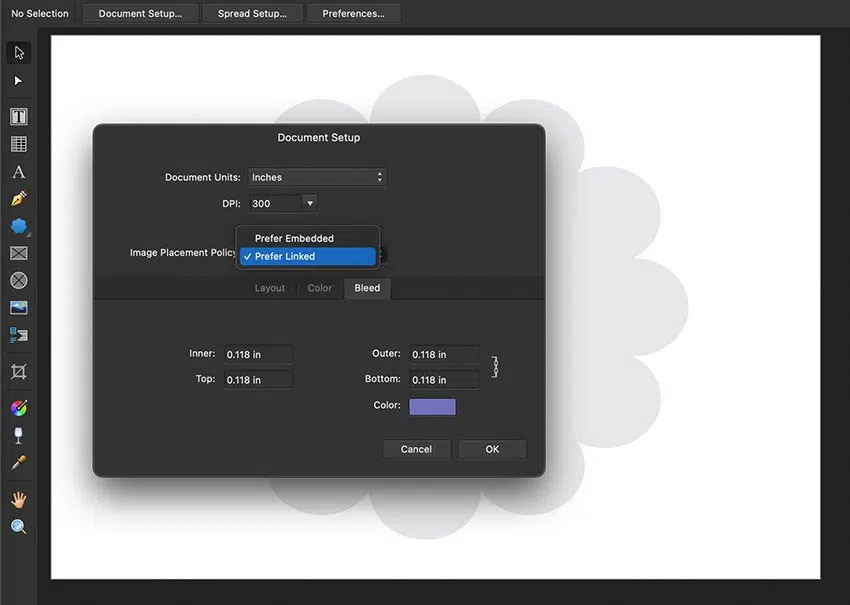 No Selection Document Setup... Spread Setup... Preferences...
Document Setup
Document Units: Inches
DPI: 300
Prefer Embedded
Image Placement Policy
✓ Prefer Linked
Layout Color Bleed
Inner: 0.118 in Outer: 0.118 in
Top: 0.118 in Bottom: 0.118 in
Color:
Cancel OK
T
A